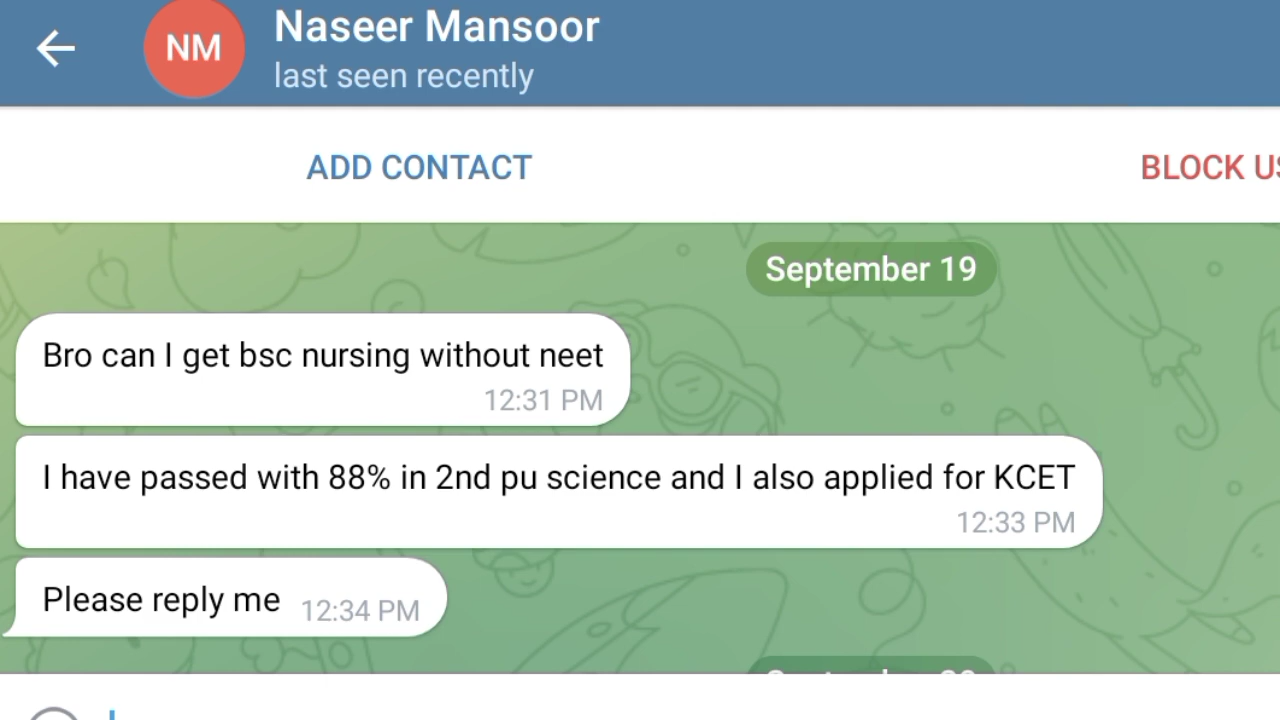 NM
Naseer Mansoor
last seen recently
ADD CONTACT
BLOCK
September 19
Bro can I get bsc nursing without neet
12:31 PM
I have passed with 88% in 2nd pu science and I also applied for KCET
12:33 PM
Please reply me 12:34 PM